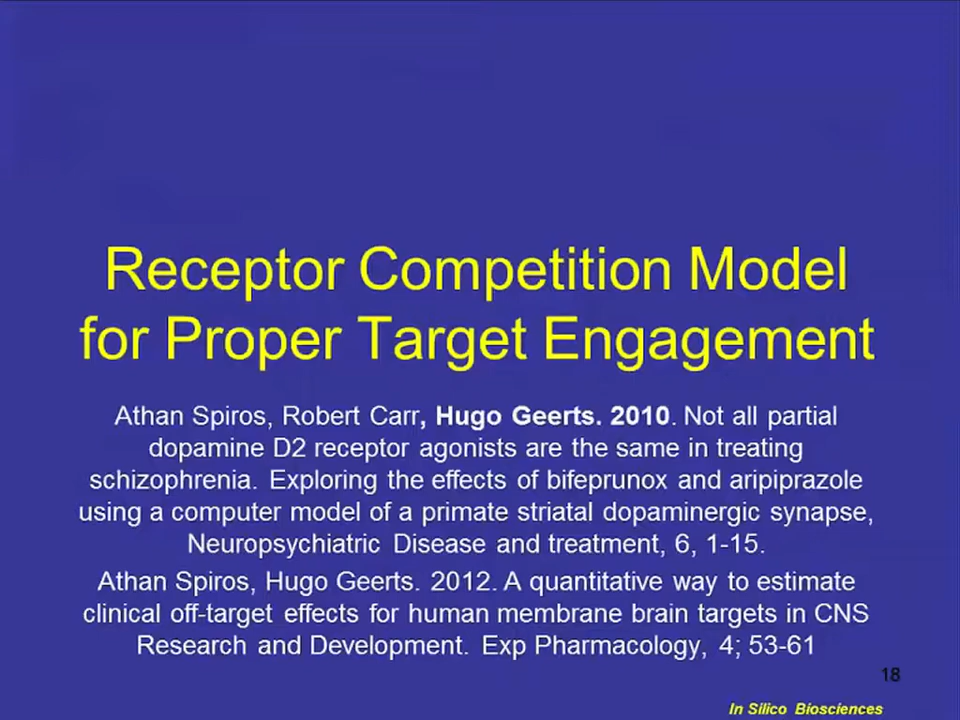 Receptor Competition Model
for Proper Target Engagement
Athan Spiros, Robert Carr, Hugo Geerts. 2010. Not all partial
dopamine D2 receptor agonists are the same in treating
schizophrenia. Exploring the effects of bifeprunox and aripiprazole
using a computer model of a primate striatal dopaminergic synapse,
Neuropsychiatric Disease and treatment, 6, 1-15.
Athan Spiros, Hugo Geerts. 2012. A quantitative way to estimate
clinical off-target effects for human membrane brain targets in CNS
Research and Development. Exp Pharmacology, 4; 53-61
18
In Silico Biosciences